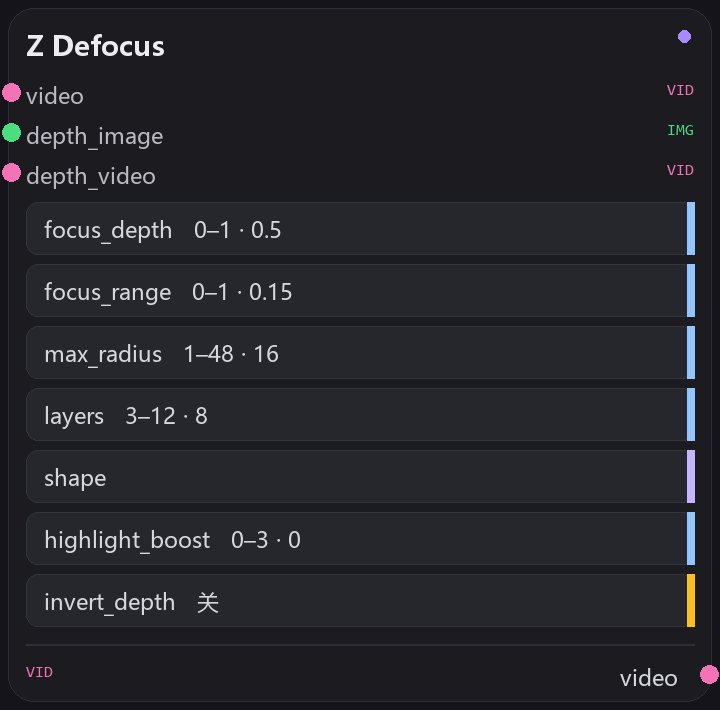 Z Defocus
video VID
depth_image IMG
depth_video VID
focus_depth 0–1 · 0.5
focus_range 0–1 · 0.15
max_radius 1–48 · 16
layers 3–12 · 8
shape
highlight_boost 0–3 · 0
invert_depth 关
VID video